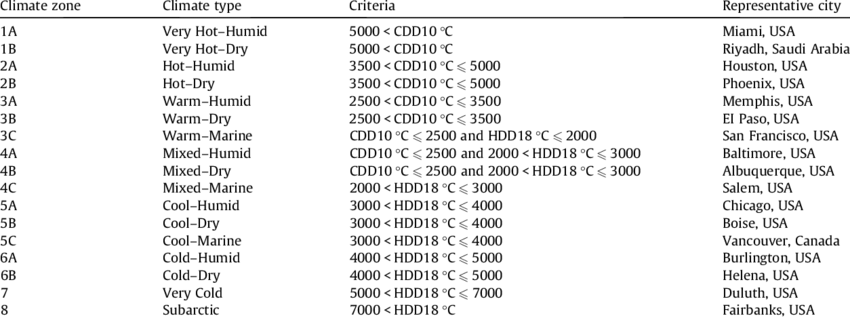 Climate zone Climate type Criteria Representative city
1A Very Hot–Humid 5000 < CDD10 °C Miami, USA
1B Very Hot–Dry 5000 < CDD10 °C Riyadh, Saudi Arabia
2A Hot–Humid 3500 < CDD10 °C ⩽ 5000 Houston, USA
2B Hot–Dry 3500 < CDD10 °C ⩽ 5000 Phoenix, USA
3A Warm–Humid 2500 < CDD10 °C ⩽ 3500 Memphis, USA
3B Warm–Dry 2500 < CDD10 °C ⩽ 3500 El Paso, USA
3C Warm–Marine CDD10 °C ⩽ 2500 and HDD18 °C ⩽ 2000 San Francisco, USA
4A Mixed–Humid CDD10 °C ⩽ 2500 and 2000 < HDD18 °C ⩽ 3000 Baltimore, USA
4B Mixed–Dry CDD10 °C ⩽ 2500 and 2000 < HDD18 °C ⩽ 3000 Albuquerque, USA
4C Mixed–Marine 2000 < HDD18 °C ⩽ 3000 Salem, USA
5A Cool–Humid 3000 < HDD18 °C ⩽ 4000 Chicago, USA
5B Cool–Dry 3000 < HDD18 °C ⩽ 4000 Boise, USA
5C Cool–Marine 3000 < HDD18 °C ⩽ 4000 Vancouver, Canada
6A Cold–Humid 4000 < HDD18 °C ⩽ 5000 Burlington, USA
6B Cold–Dry 4000 < HDD18 °C ⩽ 5000 Helena, USA
7 Very Cold 5000 < HDD18 °C ⩽ 7000 Duluth, USA
8 Subarctic 7000 < HDD18 °C Fairbanks, USA